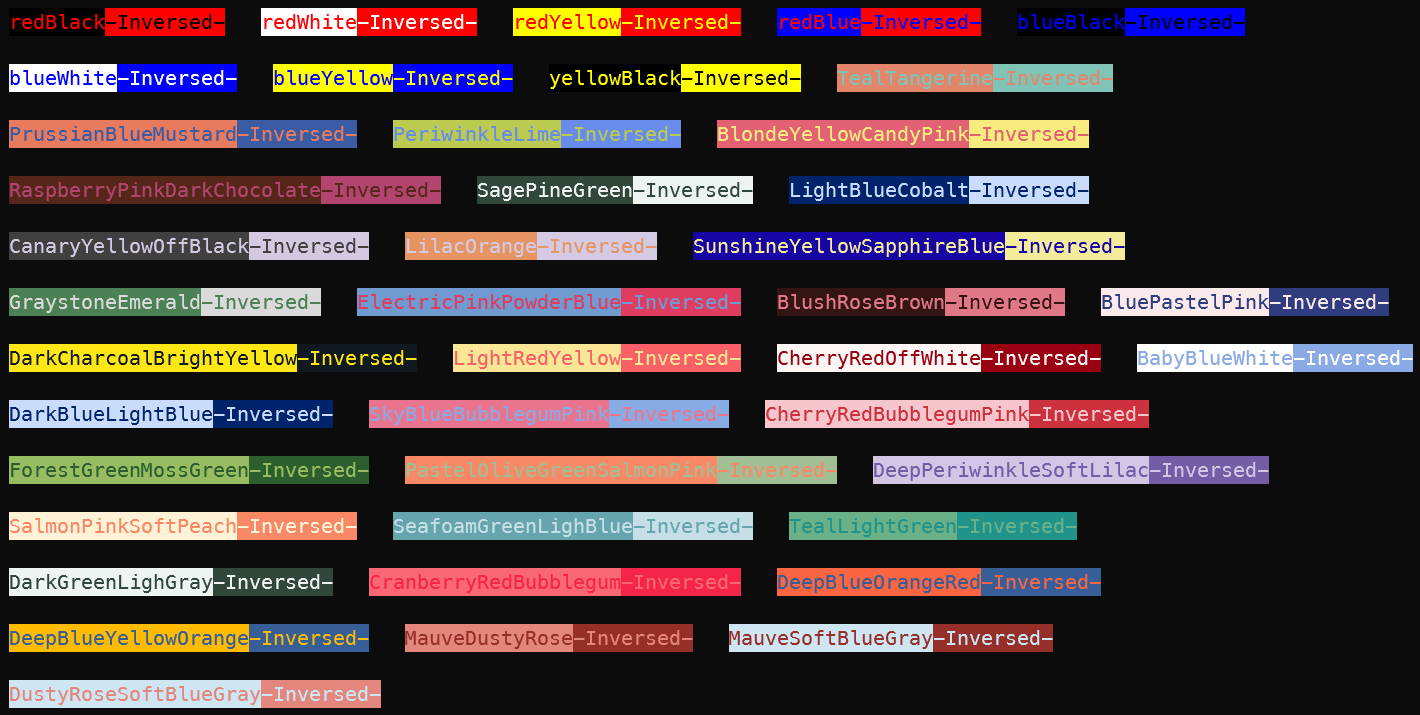 redBlack—Inversed— redWhite—Inversed— redYellow—Inversed— redBlue—Inversed— blueBlack—Inversed—
blueWhite—Inversed— blueYellow—Inversed— yellowBlack—Inversed— TealTangerine—Inversed—
PrussianBlueMustard—Inversed— PeriwinkleLime—Inversed— BlondeYellowCandyPink—Inversed—
RaspberryPinkDarkChocolate—Inversed— SagePineGreen—Inversed— LightBlueCobalt—Inversed—
CanaryYellowOffBlack—Inversed— LilacOrange—Inversed— SunshineYellowSapphireBlue—Inversed—
GraystoneEmerald—Inversed— ElectricPinkPowderBlue—Inversed— BlushRoseBrown—Inversed— BluePastelPink—Inversed—
DarkCharcoalBrightYellow—Inversed— LightRedYellow—Inversed— CherryRedOffWhite—Inversed— BabyBlueWhite—Inversed—
DarkBlueLightBlue—Inversed— SkyBlueBubblegumPink—Inversed— CherryRedBubblegumPink—Inversed—
ForestGreenMossGreen—Inversed— PastelOliveGreenSalmonPink—Inversed— DeepPeriwinkleSoftLilac—Inversed—
SalmonPinkSoftPeach—Inversed— SeafoamGreenLighBlue—Inversed— TealLightGreen—Inversed—
DarkGreenLighGray—Inversed— CranberryRedBubblegum—Inversed— DeepBlueOrangeRed—Inversed—
DeepBlueYellowOrange—Inversed— MauveDustyRose—Inversed— MauveSoftBlueGray—Inversed—
DustyRoseSoftBlueGray—Inversed—